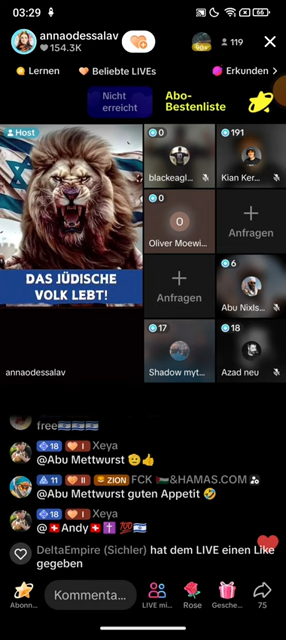 03:29
66
annaodessalav
154.3K
119
Lernen
Beliebte LIVEs
Erkunden >
Nicht erreicht
Abo-
Bestenliste
Host
DAS JÜDISCHE
VOLK LEBT!
annaodessalav
0
blackeagl...
191
Kian Ker...
0
O
Oliver Moewi...
+
Anfragen
+
Anfragen
6
Abu Nixls...
17
Shadow myt...
18
Azad neu
free🇮🇱🇮🇱🇮🇱🇮🇱
18 I Xeya
@Abu Mettwurst 🫡👍
11 II ZION FCK 🇵🇸&HAMAS.COM
@Abu Mettwurst guten Appetit 🤣
18 I Xeya
@🇨🇭Andy🇨🇭✝️💯🇮🇱
DeltaEmpire (Sichler) hat dem LIVE einen Like
gegeben
Abonn...
Kommenta...
LIVE mi...
Rose
Gesche...
75